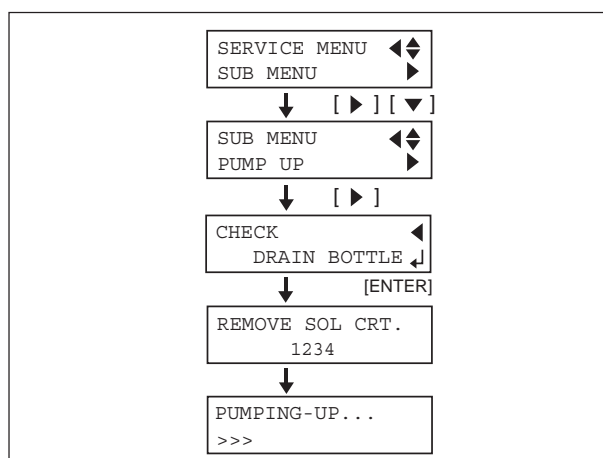 SERVICE MENU ◀◆
SUB MENU ▶
[ ▶ ] [ ▼ ]
SUB MENU ◀◆
PUMP UP ▶
[ ▶ ]
CHECK ◀
DRAIN BOTTLE ↵
[ENTER]
REMOVE SOL CRT.
1234
PUMPING-UP...
>>>